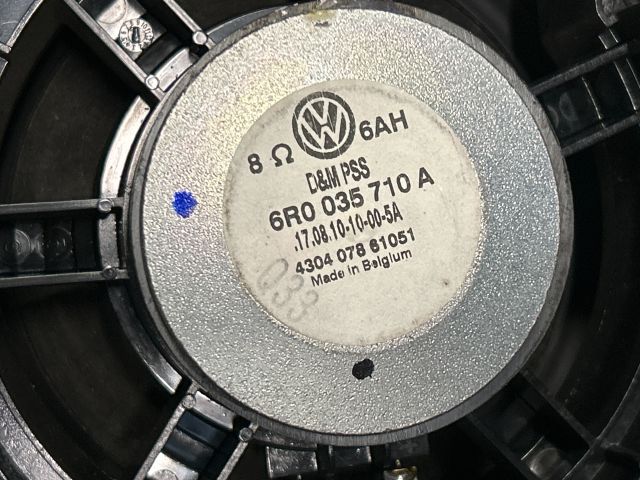 8 Ω VW 6AH
D&M PSS
6R0 035 710 A
.17.08.10-10-00-5A
4304 078 61051
Made in Belgium
033